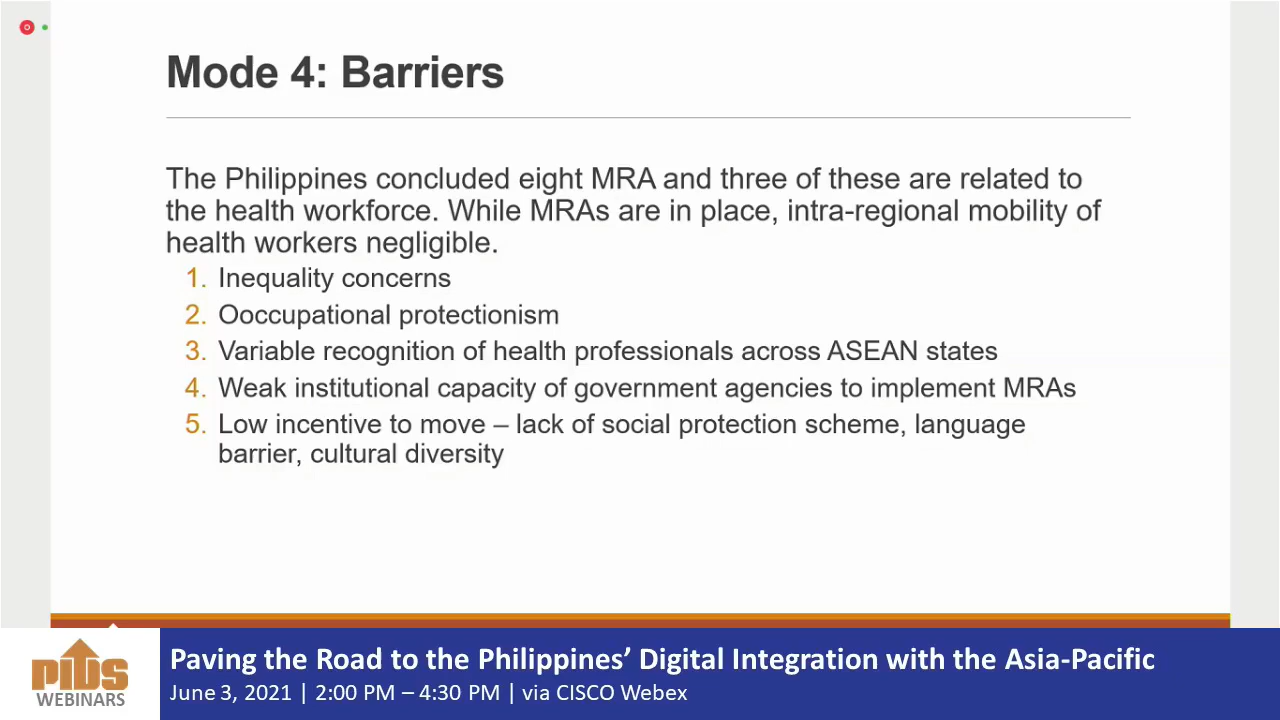 Mode 4: Barriers
The Philippines concluded eight MRA and three of these are related to
the health workforce. While MRAs are in place, intra-regional mobility of
health workers negligible.
1. Inequality concerns
2. Ooccupational protectionism
3. Variable recognition of health professionals across ASEAN states
4. Weak institutional capacity of government agencies to implement MRAs
5. Low incentive to move – lack of social protection scheme, language
barrier, cultural diversity
PIDS
WEBINARS
Paving the Road to the Philippines’ Digital Integration with the Asia-Pacific
June 3, 2021 | 2:00 PM – 4:30 PM | via CISCO Webex